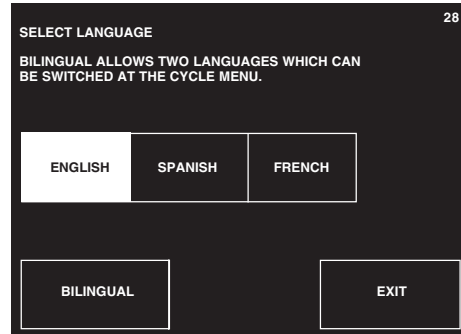 28
SELECT LANGUAGE
BILINGUAL ALLOWS TWO LANGUAGES WHICH CAN
BE SWITCHED AT THE CYCLE MENU.
ENGLISH SPANISH FRENCH
BILINGUAL EXIT